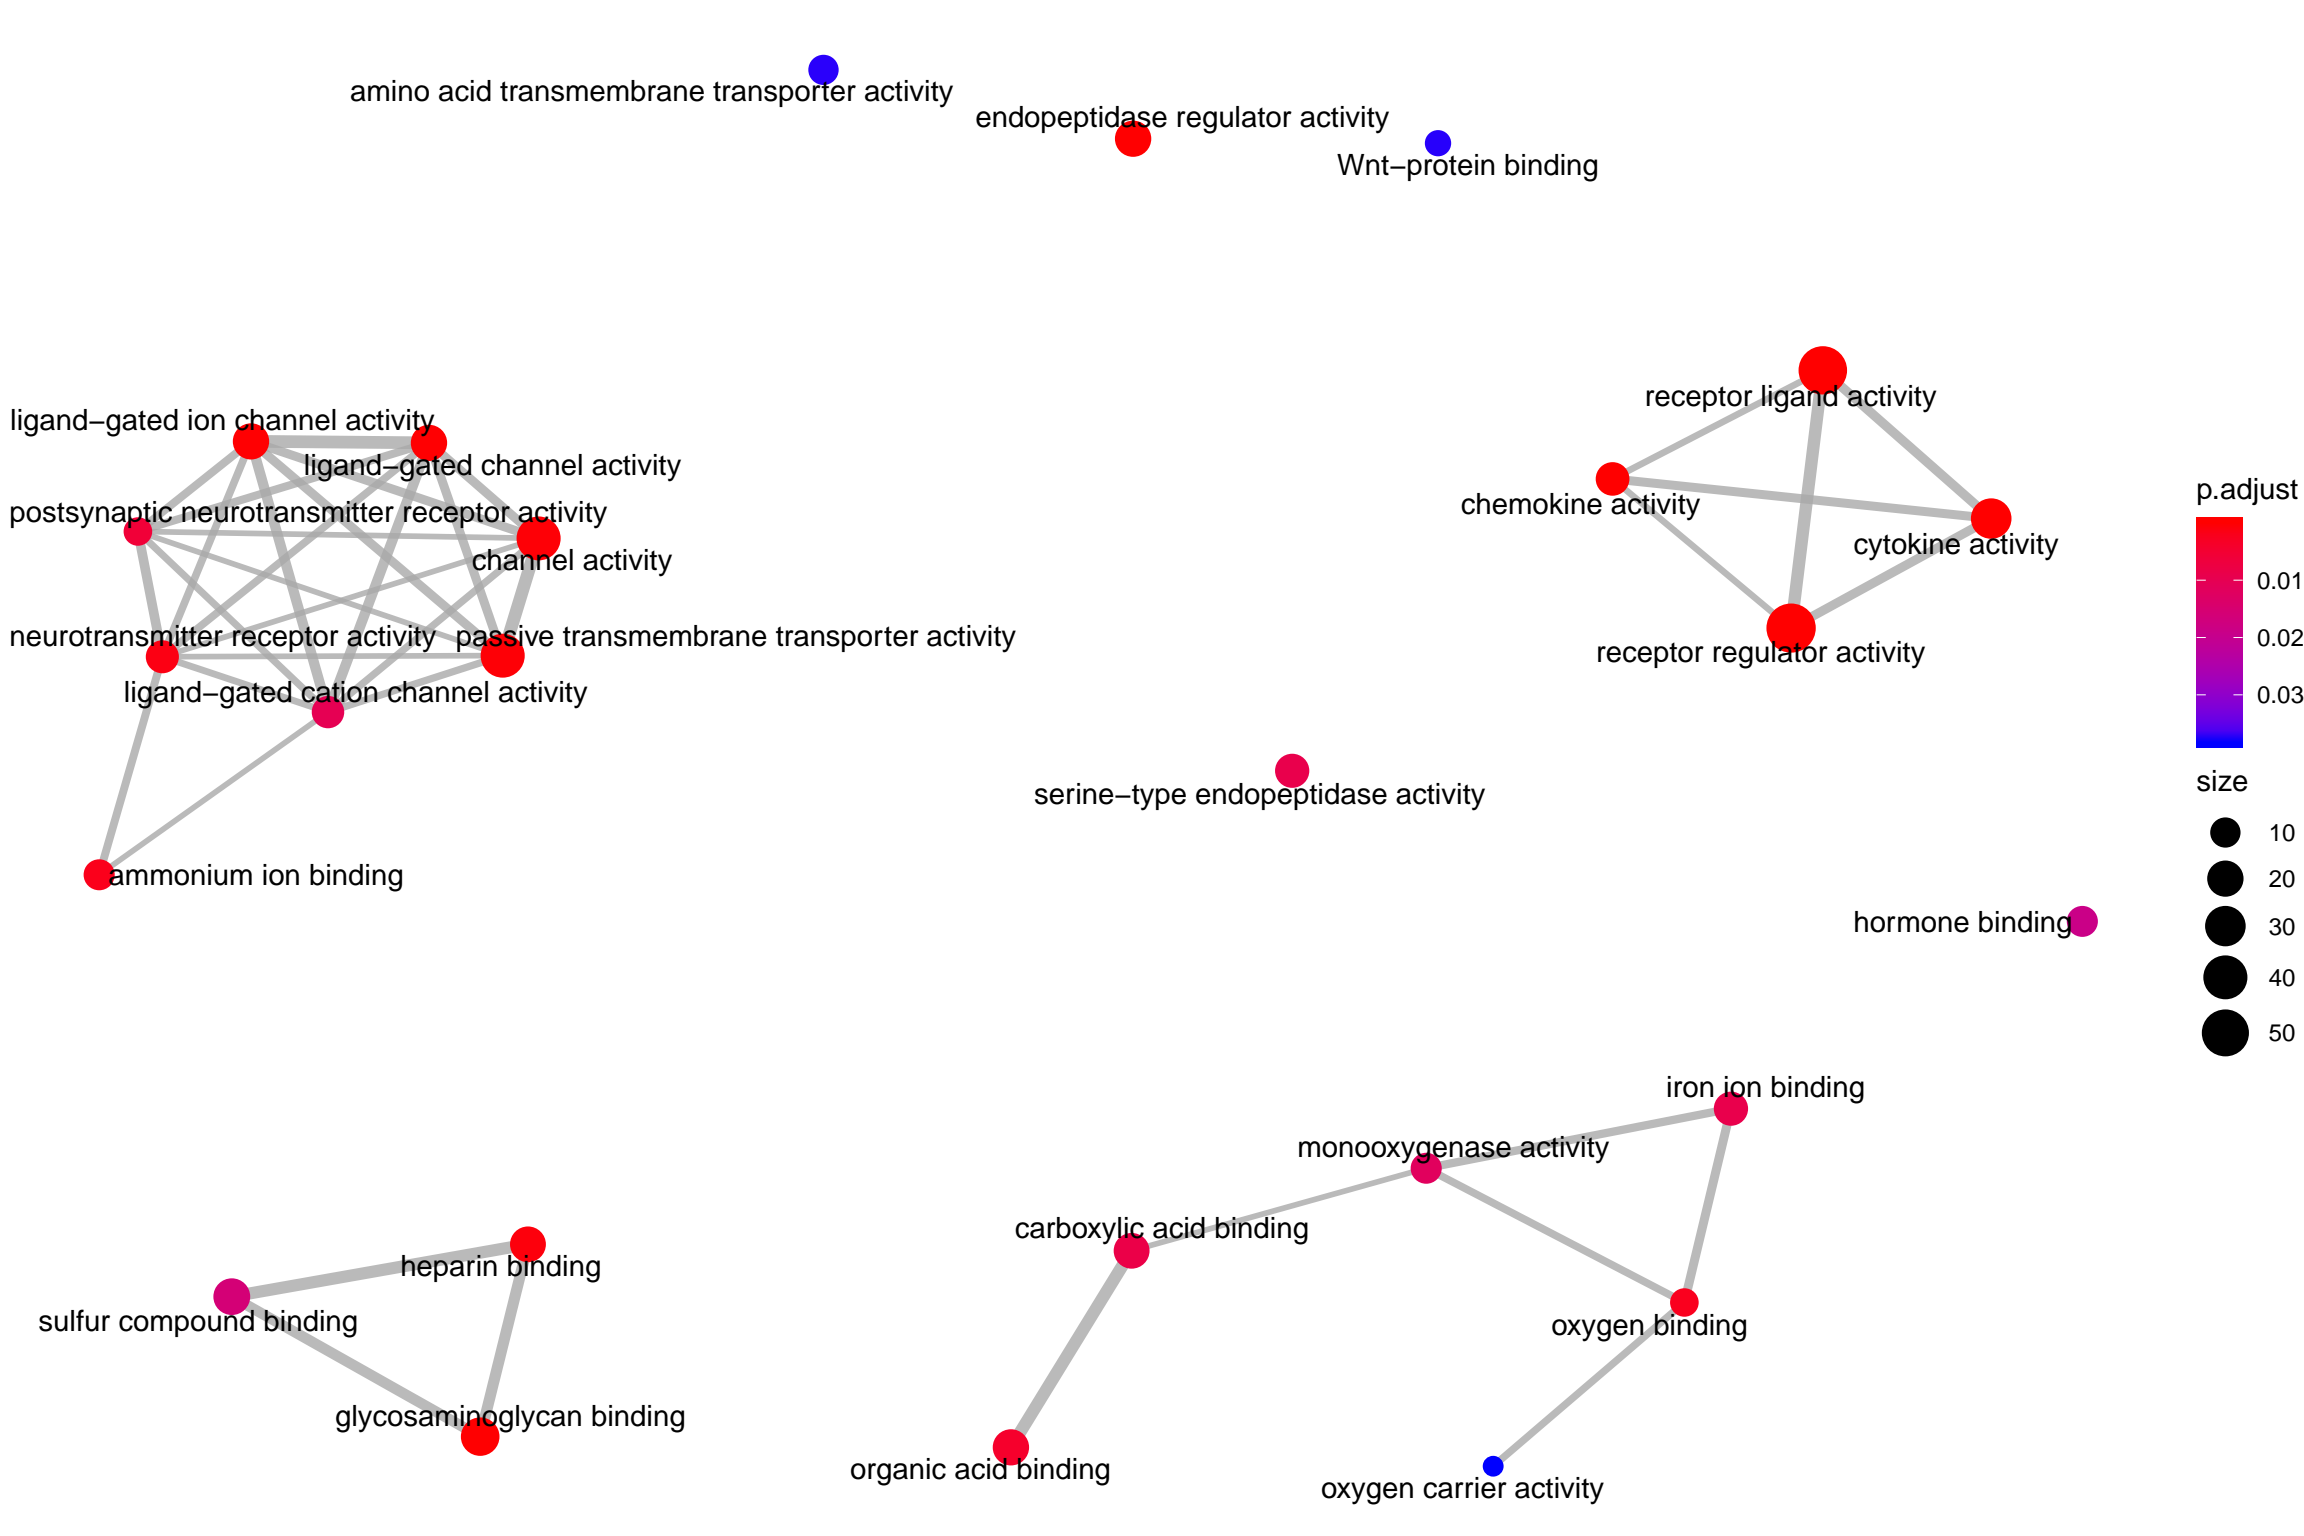 amino acid transmembrane transporter activity
endopeptidase regulator activity
Wnt−protein binding
receptor ligand activity
chemokine activity
cytokine activity
receptor regulator activity
ligand−gated ion channel activity
ligand−gated channel activity
postsynaptic neurotransmitter receptor activity
channel activity
neurotransmitter receptor activity
passive transmembrane transporter activity
ligand−gated cation channel activity
ammonium ion binding
serine−type endopeptidase activity
hormone binding
iron ion binding
monooxygenase activity
carboxylic acid binding
oxygen binding
organic acid binding
oxygen carrier activity
heparin binding
sulfur compound binding
glycosaminoglycan binding
p.adjust
0.01
0.02
0.03
size
10
20
30
40
50